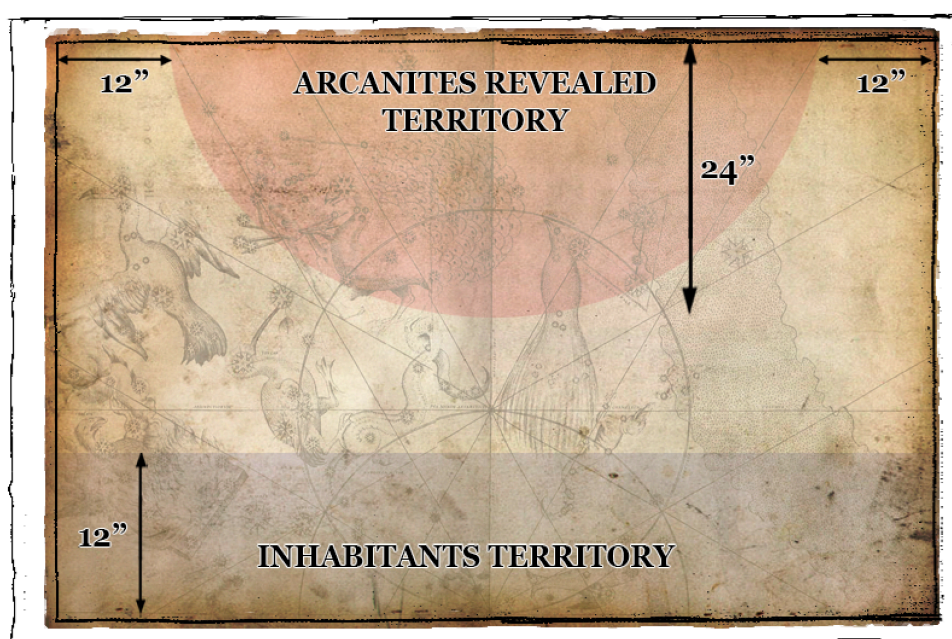 12” 12”
ARCANITES REVEALED
TERRITORY
24”
12”
INHABITANTS TERRITORY